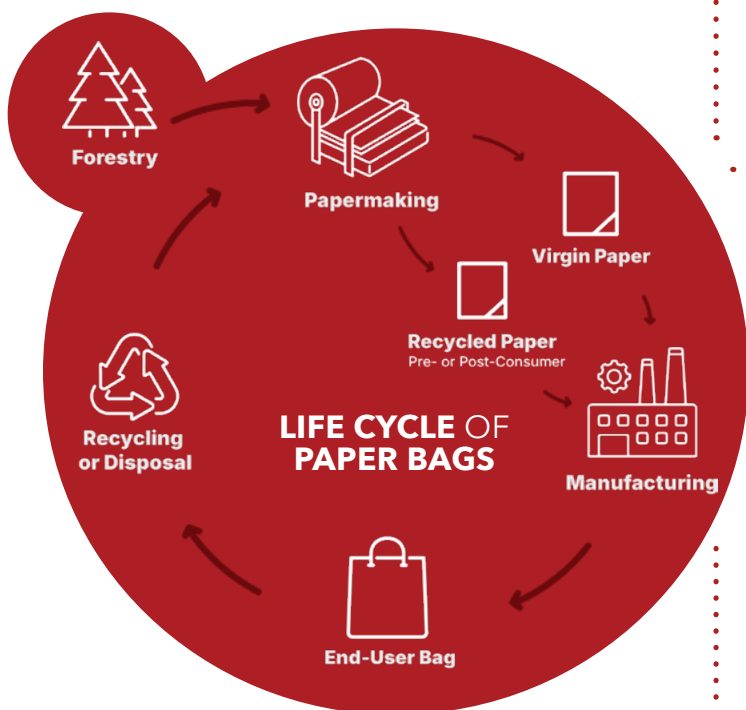 Forestry
Papermaking
Virgin Paper
Recycled Paper
Pre- or Post-Consumer
Manufacturing
LIFE CYCLE OF
PAPER BAGS
Recycling
or Disposal
End-User Bag